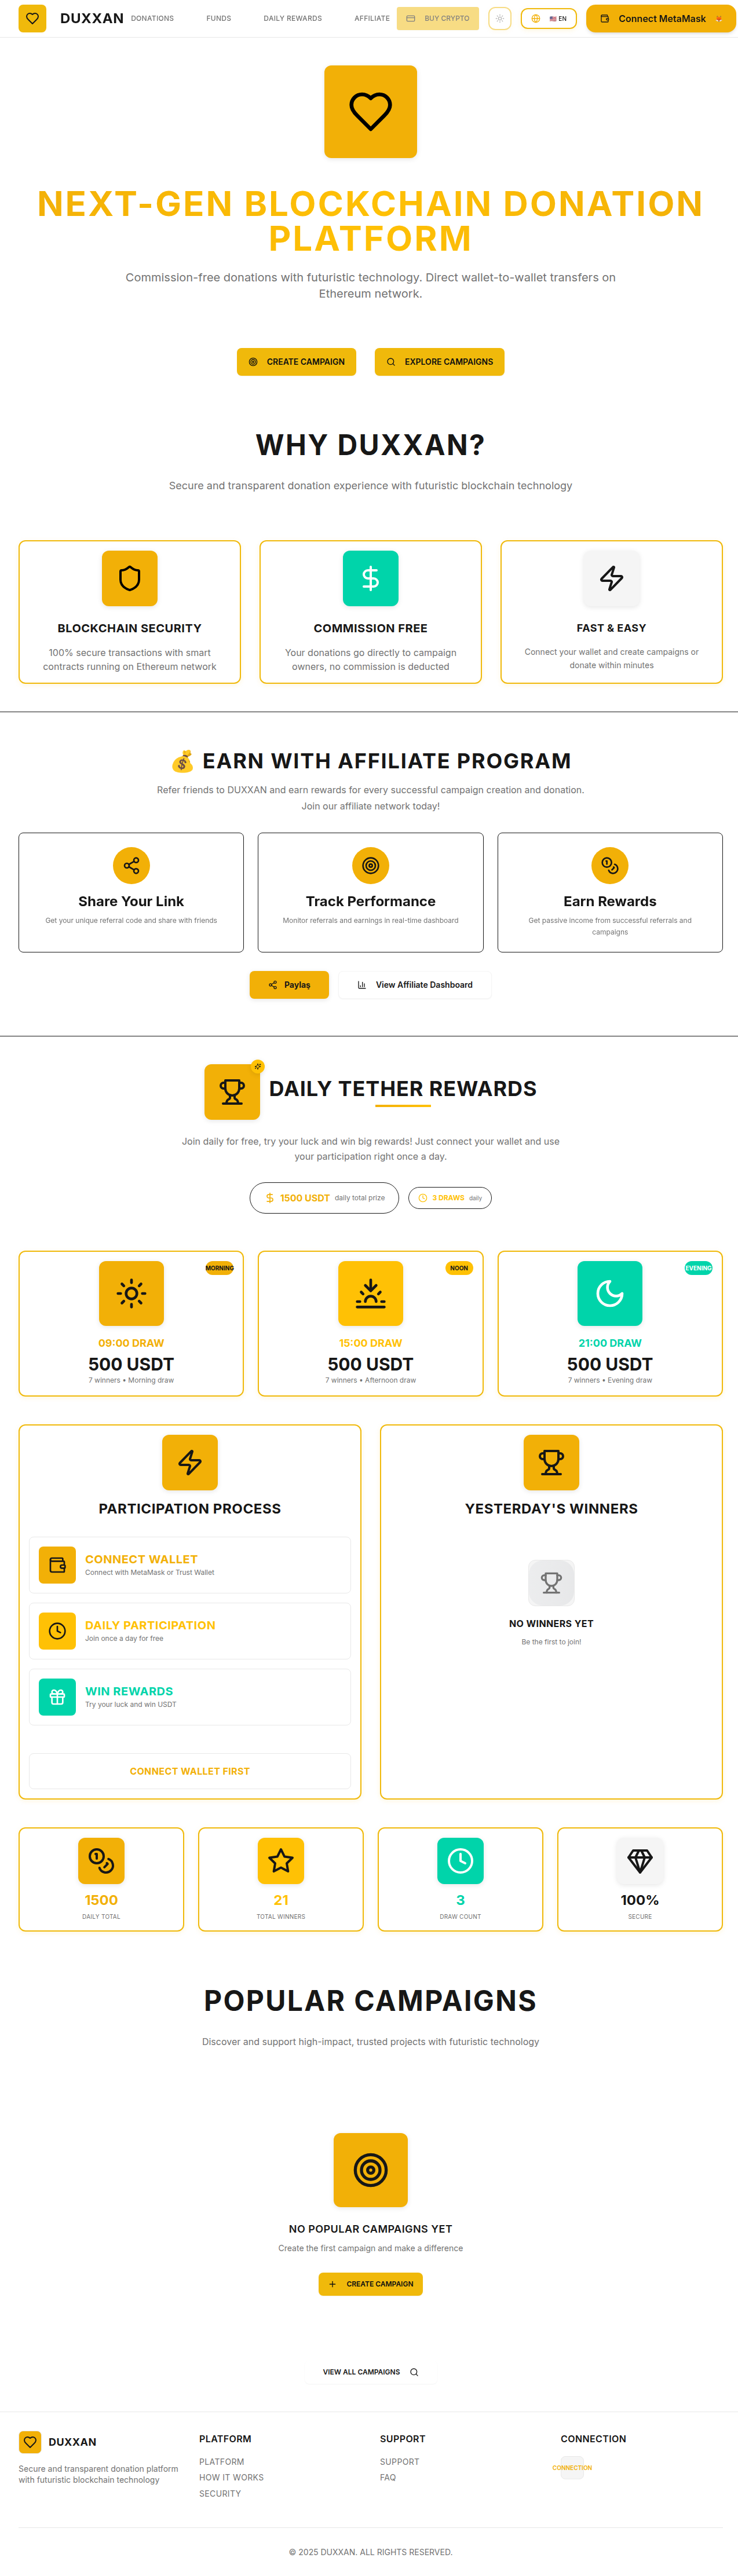 DUXXAN
DONATIONS
FUNDS
DAILY REWARDS
AFFILIATE
BUY CRYPTO
🇺🇸 EN
Connect MetaMask 🦊
NEXT-GEN BLOCKCHAIN DONATION
PLATFORM
Commission-free donations with futuristic technology. Direct wallet-to-wallet transfers on
Ethereum network.
CREATE CAMPAIGN
EXPLORE CAMPAIGNS
WHY DUXXAN?
Secure and transparent donation experience with futuristic blockchain technology
BLOCKCHAIN SECURITY
100% secure transactions with smart
contracts running on Ethereum network
COMMISSION FREE
Your donations go directly to campaign
owners, no commission is deducted
FAST & EASY
Connect your wallet and create campaigns or
donate within minutes
💰 EARN WITH AFFILIATE PROGRAM
Refer friends to DUXXAN and earn rewards for every successful campaign creation and donation.
Join our affiliate network today!
Share Your Link
Get your unique referral code and share with friends
Track Performance
Monitor referrals and earnings in real-time dashboard
Earn Rewards
Get passive income from successful referrals and
campaigns
Paylaş
View Affiliate Dashboard
DAILY TETHER REWARDS
Join daily for free, try your luck and win big rewards! Just connect your wallet and use
your participation right once a day.
1500 USDT daily total prize
3 DRAWS daily
MORNING
09:00 DRAW
500 USDT
7 winners • Morning draw
NOON
15:00 DRAW
500 USDT
7 winners • Afternoon draw
EVENING
21:00 DRAW
500 USDT
7 winners • Evening draw
PARTICIPATION PROCESS
CONNECT WALLET
Connect with MetaMask or Trust Wallet
DAILY PARTICIPATION
Join once a day for free
WIN REWARDS
Try your luck and win USDT
CONNECT WALLET FIRST
YESTERDAY'S WINNERS
NO WINNERS YET
Be the first to join!
1500
DAILY TOTAL
21
TOTAL WINNERS
3
DRAW COUNT
100%
SECURE
POPULAR CAMPAIGNS
Discover and support high-impact, trusted projects with futuristic technology
NO POPULAR CAMPAIGNS YET
Create the first campaign and make a difference
CREATE CAMPAIGN
VIEW ALL CAMPAIGNS
DUXXAN
Secure and transparent donation platform
with futuristic blockchain technology
PLATFORM
PLATFORM
HOW IT WORKS
SECURITY
SUPPORT
SUPPORT
FAQ
CONNECTION
CONNECTION
© 2025 DUXXAN. ALL RIGHTS RESERVED.